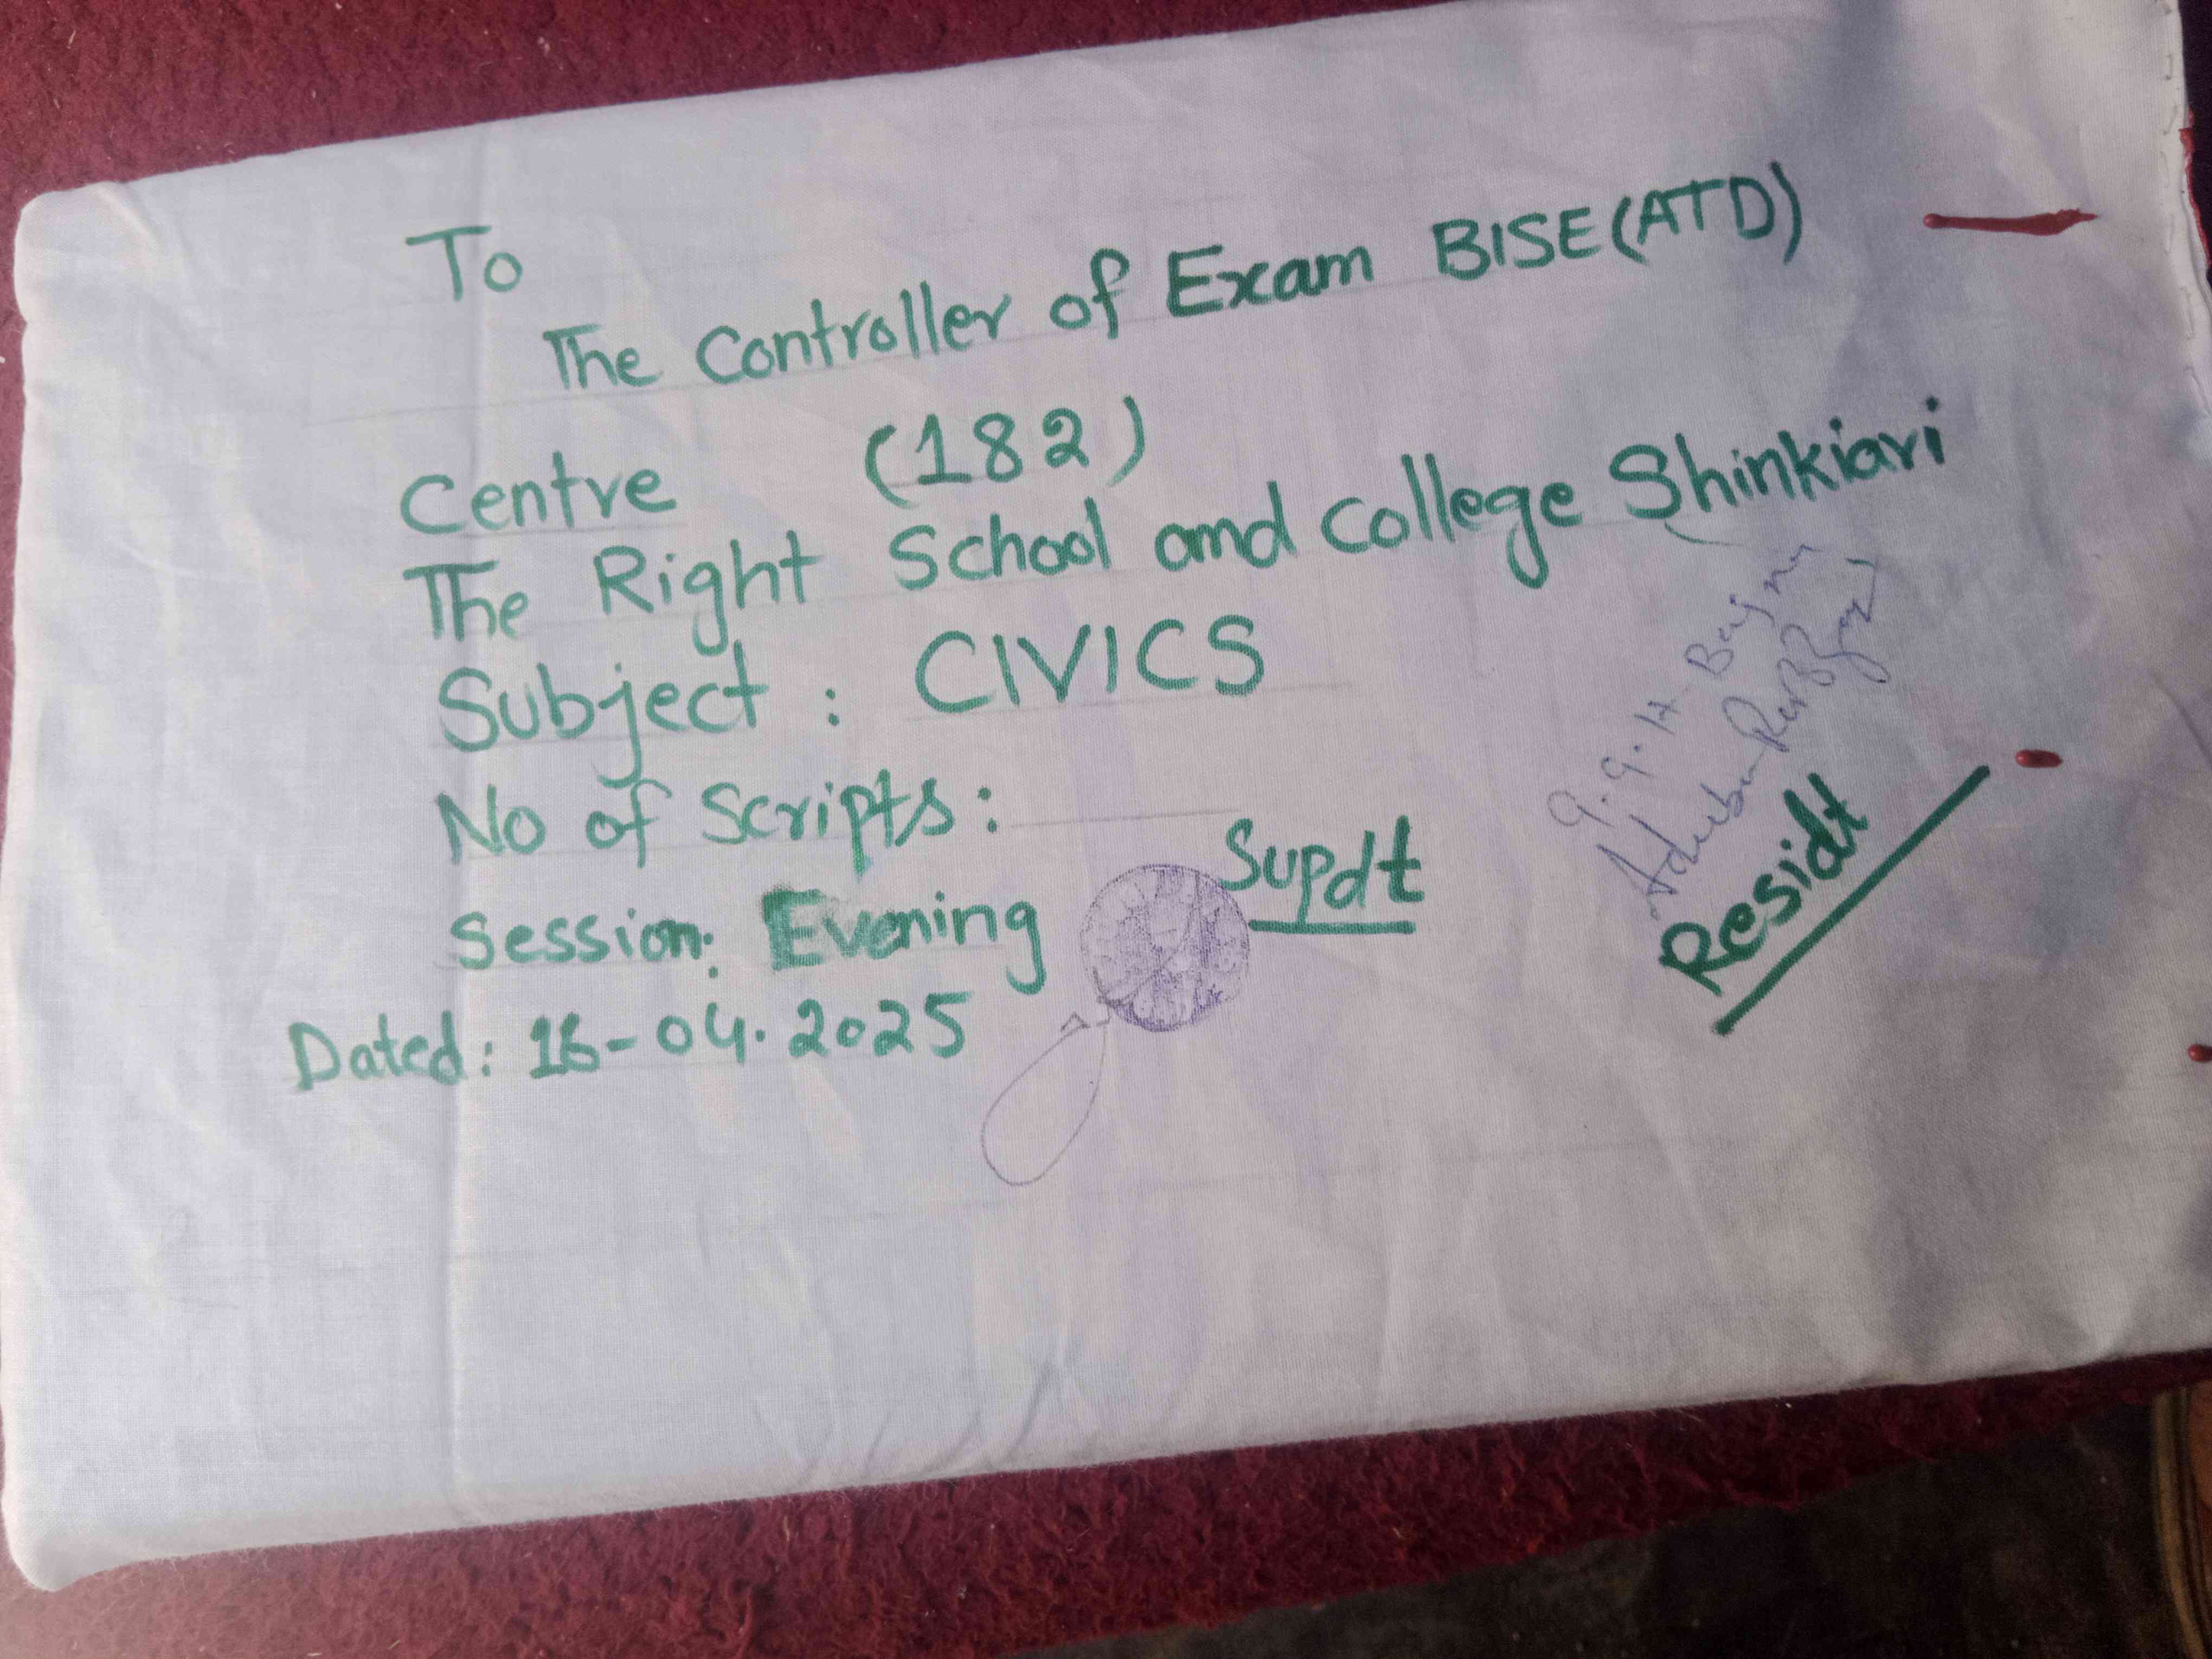 To
The Controller of Exam BISE (ATD)
Centre (182)
The Right School and College Shinkiari
Subject : CIVICS
No of Scripts :
Supdt
Session: Evening
Dated: 16-04.2025
Residt